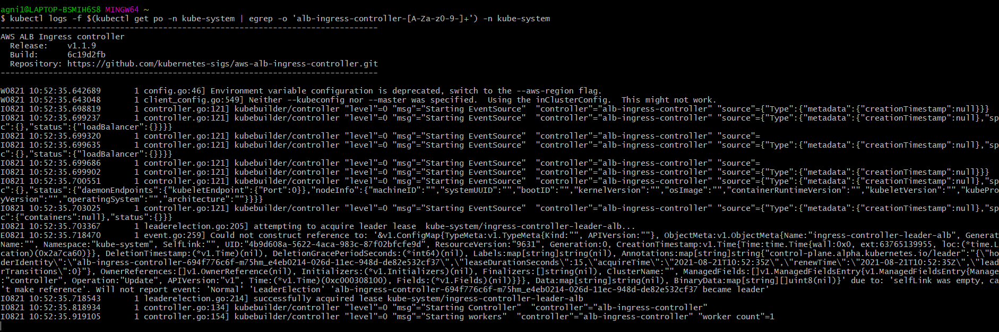 agni1@LAPTOP-BSMIH6S8 MINGW64 ~
$ kubectl logs -f $(kubectl get po -n kube-system | egrep -o 'alb-ingress-controller-[A-Za-z0-9-]+') -n kube-system
-------------------------------------------------------------------------------
AWS ALB Ingress controller
  Release:    v1.1.9
  Build:      6c19d2fb
  Repository: https://github.com/kubernetes-sigs/aws-alb-ingress-controller.git
-------------------------------------------------------------------------------
W0821 10:52:35.642689       1 config.go:46] Environment variable configuration is deprecated, switch to the --aws-region flag.
W0821 10:52:35.643048       1 client_config.go:549] Neither --kubeconfig nor --master was specified.  Using the inClusterConfig.  This might not work.
I0821 10:52:35.698819       1 controller.go:121] kubebuilder/controller "level"=0 "msg"="Starting EventSource"  "controller"="alb-ingress-controller" "source"={"Type":{"metadata":{"creationTimestamp":null}}}
I0821 10:52:35.699237       1 controller.go:121] kubebuilder/controller "level"=0 "msg"="Starting EventSource"  "controller"="alb-ingress-controller" "source"={"Type":{"metadata":{"creationTimestamp":null},"sp
c":{},"status":{"loadBalancer":{}}}}
I0821 10:52:35.699320       1 controller.go:121] kubebuilder/controller "level"=0 "msg"="Starting EventSource"  "controller"="alb-ingress-controller" "source"=
I0821 10:52:35.699635       1 controller.go:121] kubebuilder/controller "level"=0 "msg"="Starting EventSource"  "controller"="alb-ingress-controller" "source"={"Type":{"metadata":{"creationTimestamp":null},"sp
c":{},"status":{"loadBalancer":{}}}}
I0821 10:52:35.699686       1 controller.go:121] kubebuilder/controller "level"=0 "msg"="Starting EventSource"  "controller"="alb-ingress-controller" "source"=
I0821 10:52:35.699902       1 controller.go:121] kubebuilder/controller "level"=0 "msg"="Starting EventSource"  "controller"="alb-ingress-controller" "source"={"Type":{"metadata":{"creationTimestamp":null}}}
I0821 10:52:35.700551       1 controller.go:121] kubebuilder/controller "level"=0 "msg"="Starting EventSource"  "controller"="alb-ingress-controller" "source"={"Type":{"metadata":{"creationTimestamp":null},"sp
c":{},"status":{"daemonEndpoints":{"kubeletEndpoint":{"Port":0}},"nodeInfo":{"machineID":"","systemUUID":"","bootID":"","kernelVersion":"","osImage":"","containerRuntimeVersion":"","kubeletVersion":"","kubePro
yVersion":"","operatingSystem":"","architecture":""}}}}
I0821 10:52:35.703025       1 controller.go:121] kubebuilder/controller "level"=0 "msg"="Starting EventSource"  "controller"="alb-ingress-controller" "source"={"Type":{"metadata":{"creationTimestamp":null},"sp
c":{"containers":null},"status":{}}}
I0821 10:52:35.703367       1 leaderelection.go:205] attempting to acquire leader lease  kube-system/ingress-controller-leader-alb...
E0821 10:52:35.718470       1 event.go:259] Could not construct reference to: '&v1.ConfigMap{TypeMeta:v1.TypeMeta{Kind:"", APIVersion:""}, ObjectMeta:v1.ObjectMeta{Name:"ingress-controller-leader-alb", Generat
Name:"", Namespace:"kube-system", SelfLink:"", UID:"4b9d608a-5622-4aca-983c-87f02bfcfe9d", ResourceVersion:"9631", Generation:0, CreationTimestamp:v1.Time{Time:time.Time{wall:0x0, ext:63765139955, loc:(*time.L
cation)(0x2a7ca60)}}, DeletionTimestamp:(*v1.Time)(nil), DeletionGracePeriodSeconds:(*int64)(nil), Labels:map[string]string(nil), Annotations:map[string]string{"control-plane.alpha.kubernetes.io/leader":"{\"ho
derIdentity\":\"alb-ingress-controller-694f776c6f-m75hm_e4eb0214-026d-11ec-948d-de82e532cf37\",\"leaseDurationSeconds\":15,\"acquireTime\":\"2021-08-21T10:52:35Z\",\"renewTime\":\"2021-08-21T10:52:35Z\",\"lead
rTransitions\":0}"}, OwnerReferences:[]v1.OwnerReference(nil), Initializers:(*v1.Initializers)(nil), Finalizers:[]string(nil), ClusterName:"", ManagedFields:[]v1.ManagedFieldsEntry{v1.ManagedFieldsEntry{Manage
:"controller", Operation:"Update", APIVersion:"v1", Time:(*v1.Time)(0xc000308100), Fields:(*v1.Fields)(nil)}}}, Data:map[string]string(nil), BinaryData:map[string][]uint8(nil)}' due to: 'selfLink was empty, ca
't make reference'. Will not report event: 'Normal' 'LeaderElection' 'alb-ingress-controller-694f776c6f-m75hm_e4eb0214-026d-11ec-948d-de82e532cf37 became leader'
I0821 10:52:35.718543       1 leaderelection.go:214] successfully acquired lease kube-system/ingress-controller-leader-alb
I0821 10:52:35.818934       1 controller.go:134] kubebuilder/controller "level"=0 "msg"="Starting Controller"  "controller"="alb-ingress-controller"
I0821 10:52:35.919105       1 controller.go:154] kubebuilder/controller "level"=0 "msg"="Starting workers"  "controller"="alb-ingress-controller" "worker count"=1